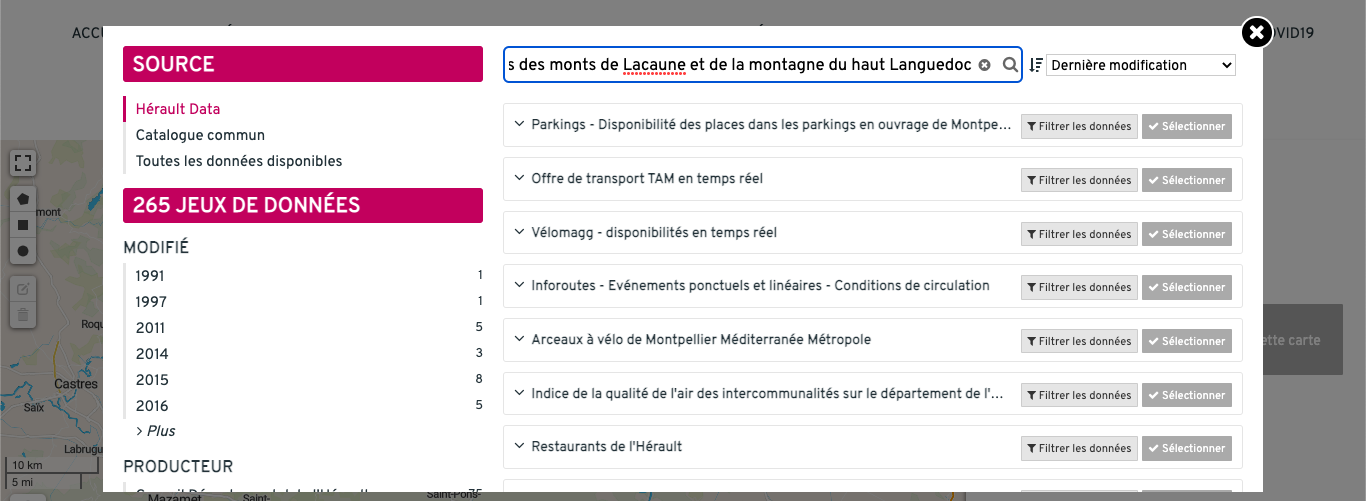 ACCU
OVID19
SOURCE
Hérault Data
Catalogue commun
Toutes les données disponibles
265 JEUX DE DONNÉES
MODIFIÉ
1991 1
1997 1
2011 5
2014 3
2015 8
2016 5
> Plus
PRODUCTEUR
s des monts de Lacaune et de la montagne du haut Languedoc
Dernière modification
Parkings - Disponibilité des places dans les parkings en ouvrage de Montpe... Filtrer les données Sélectionner
Offre de transport TAM en temps réel Filtrer les données Sélectionner
Vélomagg - disponibilités en temps réel Filtrer les données Sélectionner
Inforoutes - Evénements ponctuels et linéaires - Conditions de circulation Filtrer les données Sélectionner
Arceaux à vélo de Montpellier Méditerranée Métropole Filtrer les données Sélectionner
Indice de la qualité de l'air des intercommunalités sur le département de l'... Filtrer les données Sélectionner
Restaurants de l'Hérault Filtrer les données Sélectionner
ette carte
mont
Roqu
Castres
Saïx
Labrugu
10 km
5 mi
Mazamet
Saint-
Saint-Pons-